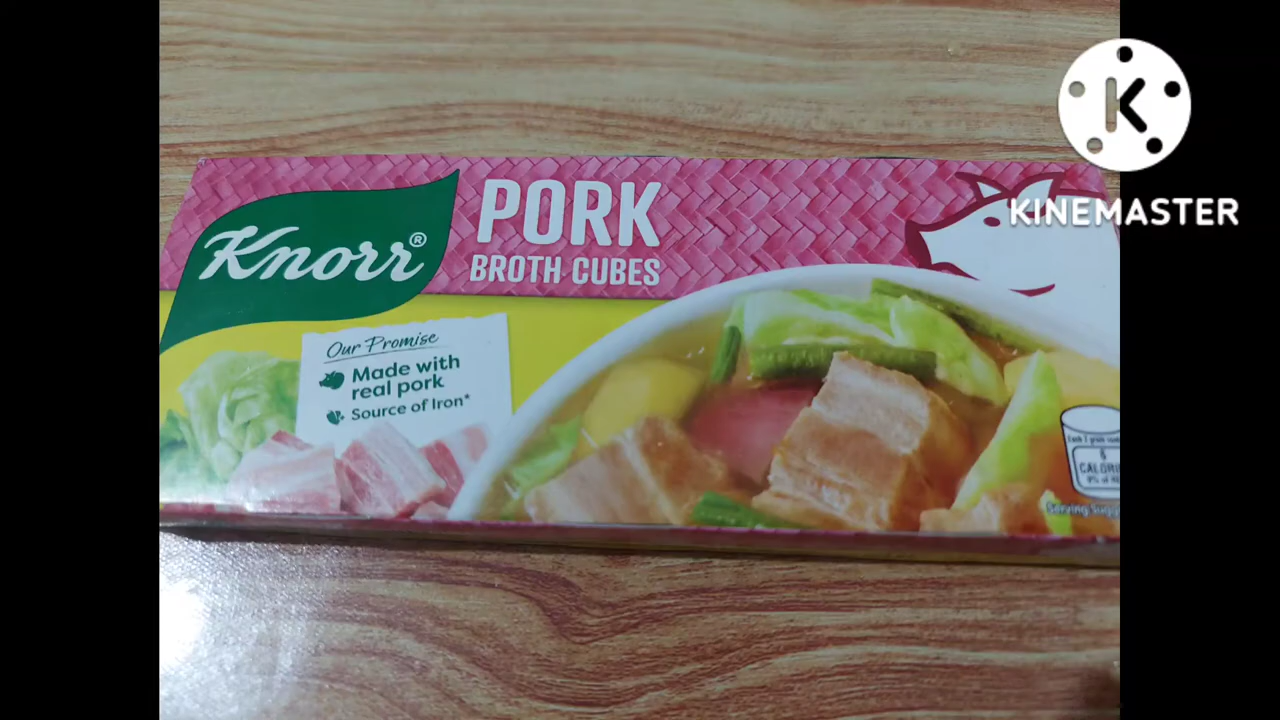 KINEMASTER
Knorr®
PORK
BROTH CUBES
Our Promise
Made with
real pork
Source of Iron*